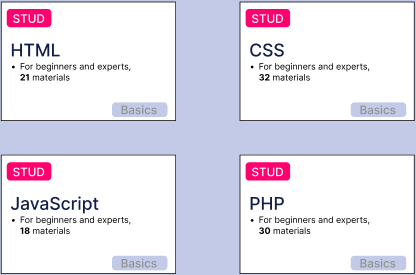 STUD
HTML
• For beginners and experts,
21 materials
Basics
STUD
CSS
• For beginners and experts,
32 materials
Basics
STUD
JavaScript
• For beginners and experts,
18 materials
Basics
STUD
PHP
• For beginners and experts,
30 materials
Basics